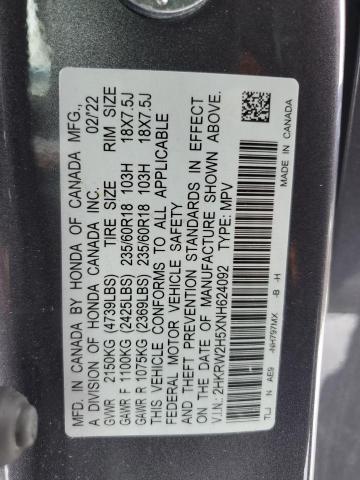 MFD. IN CANADA BY HONDA OF CANADA MFG.,
A DIVISION OF HONDA CANADA INC. 02/22
GVWR 2150KG (4739LBS) TIRE SIZE RIM SIZE
GAWR F 1100KG (2425LBS) 235/60R18 103H 18X7.5J
GAWR R 1075KG (2369LBS) 235/60R18 103H 18X7.5J
THIS VEHICLE CONFORMS TO ALL APPLICABLE
FEDERAL MOTOR VEHICLE SAFETY
AND THEFT PREVENTION STANDARDS IN EFFECT
ON THE DATE OF MANUFACTURE SHOWN ABOVE.
V.I.N.: 2HKRW2H5XNH624092 TYPE: MPV
TLJ N AE9 -NH797MX -B -H
MADE IN CANADA